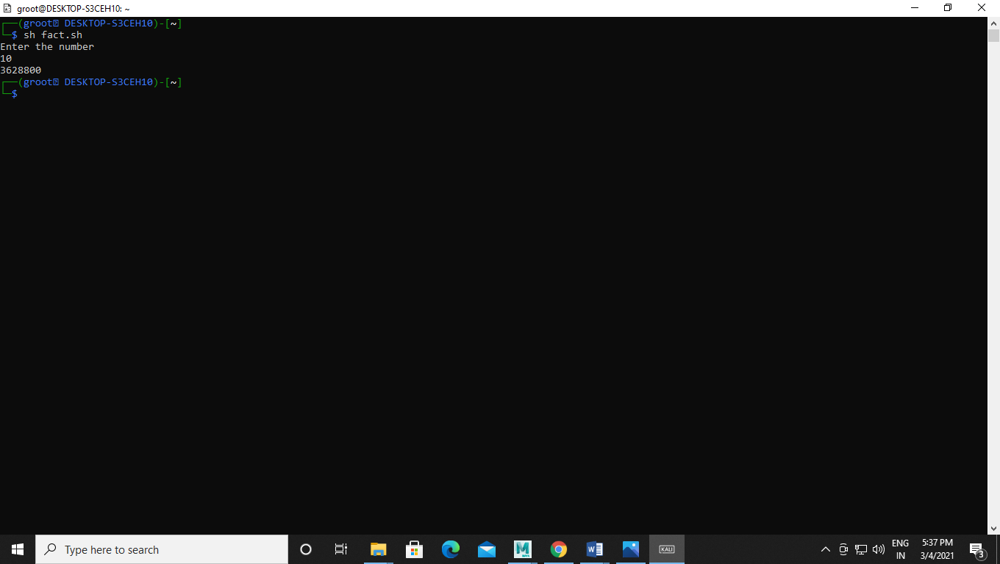 groot@DESKTOP-S3CEH10: ~
┌──(groot㉿ DESKTOP-S3CEH10)-[~]
└─$ sh fact.sh
Enter the number
10
3628800
┌──(groot㉿ DESKTOP-S3CEH10)-[~]
└─$
Type here to search
M
MAYA
W
KALI
ENG
IN
5:37 PM
3/4/2021
3